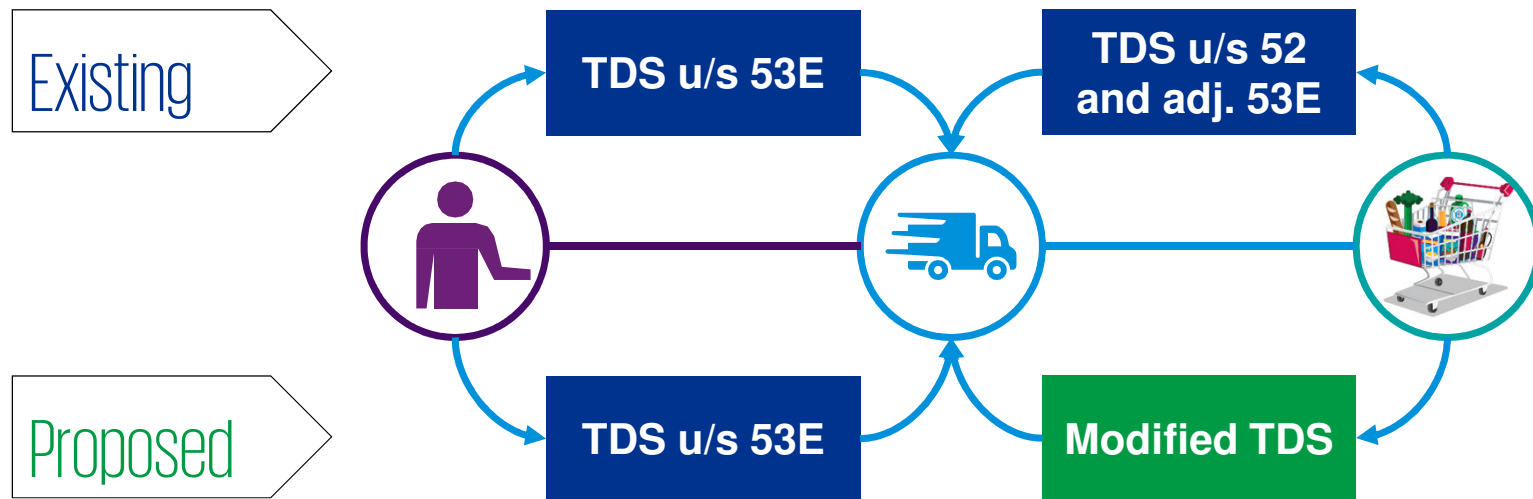 Existing
TDS u/s 53E
TDS u/s 52
and adj. 53E
Proposed
TDS u/s 53E
Modified TDS